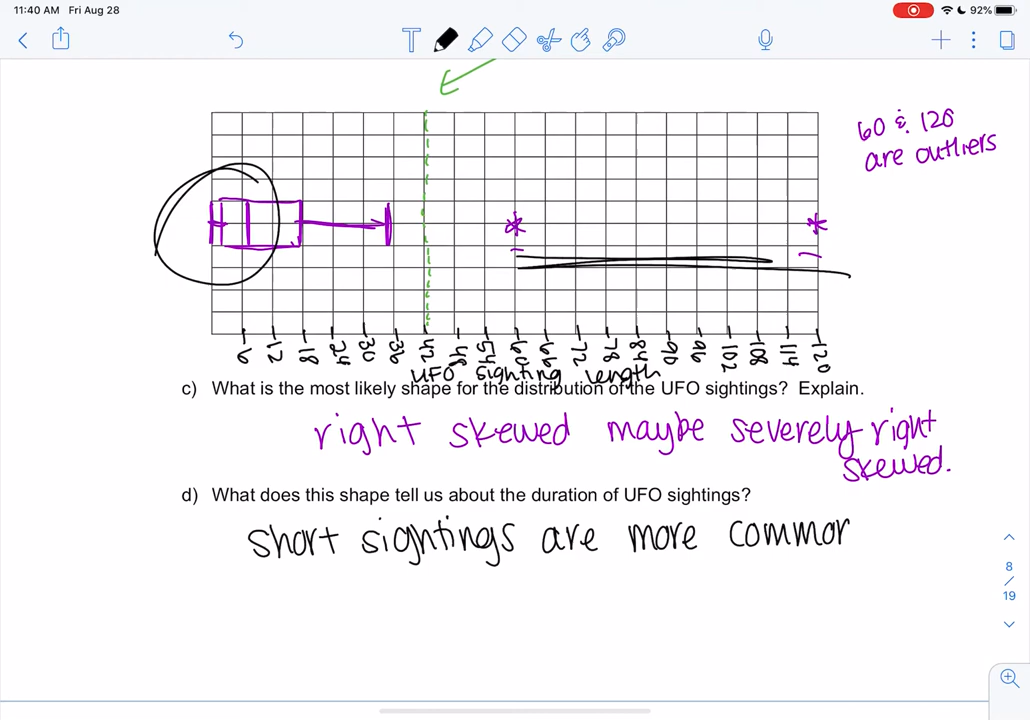 11:40 AM Fri Aug 28
92%
T
60 & 120
are outliers
6 12 18 24 30 36 42 48 54 60 66 72 78 84 90 96 102 108 114 120
UFO sighting length
c) What is the most likely shape for the distribution of the UFO sightings? Explain.
right skewed maybe severely right
skewed.
d) What does this shape tell us about the duration of UFO sightings?
short sightings are more common
8
/
19